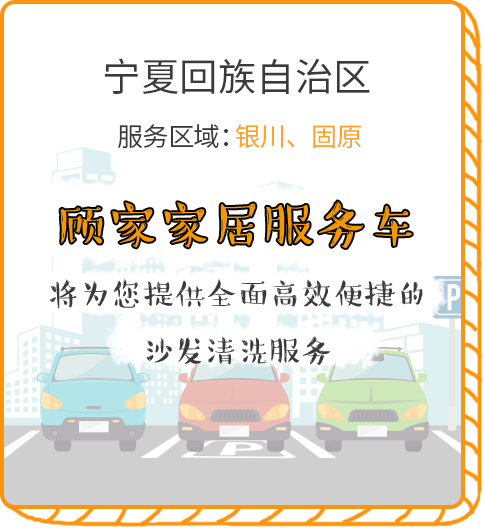 宁夏回族自治区
服务区域：银川、固原
顾家家居服务车
将为您提供全面高效便捷的
沙发清洗服务
P
P